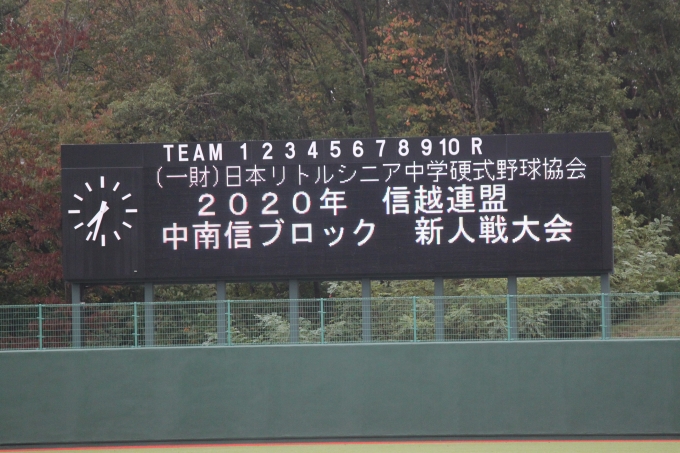 TEAM 1 2 3 4 5 6 7 8 9 10 R
(一財)日本リトルシニア中学硬式野球協会
２０２０年　信越連盟
中南信ブロック　新人戦大会